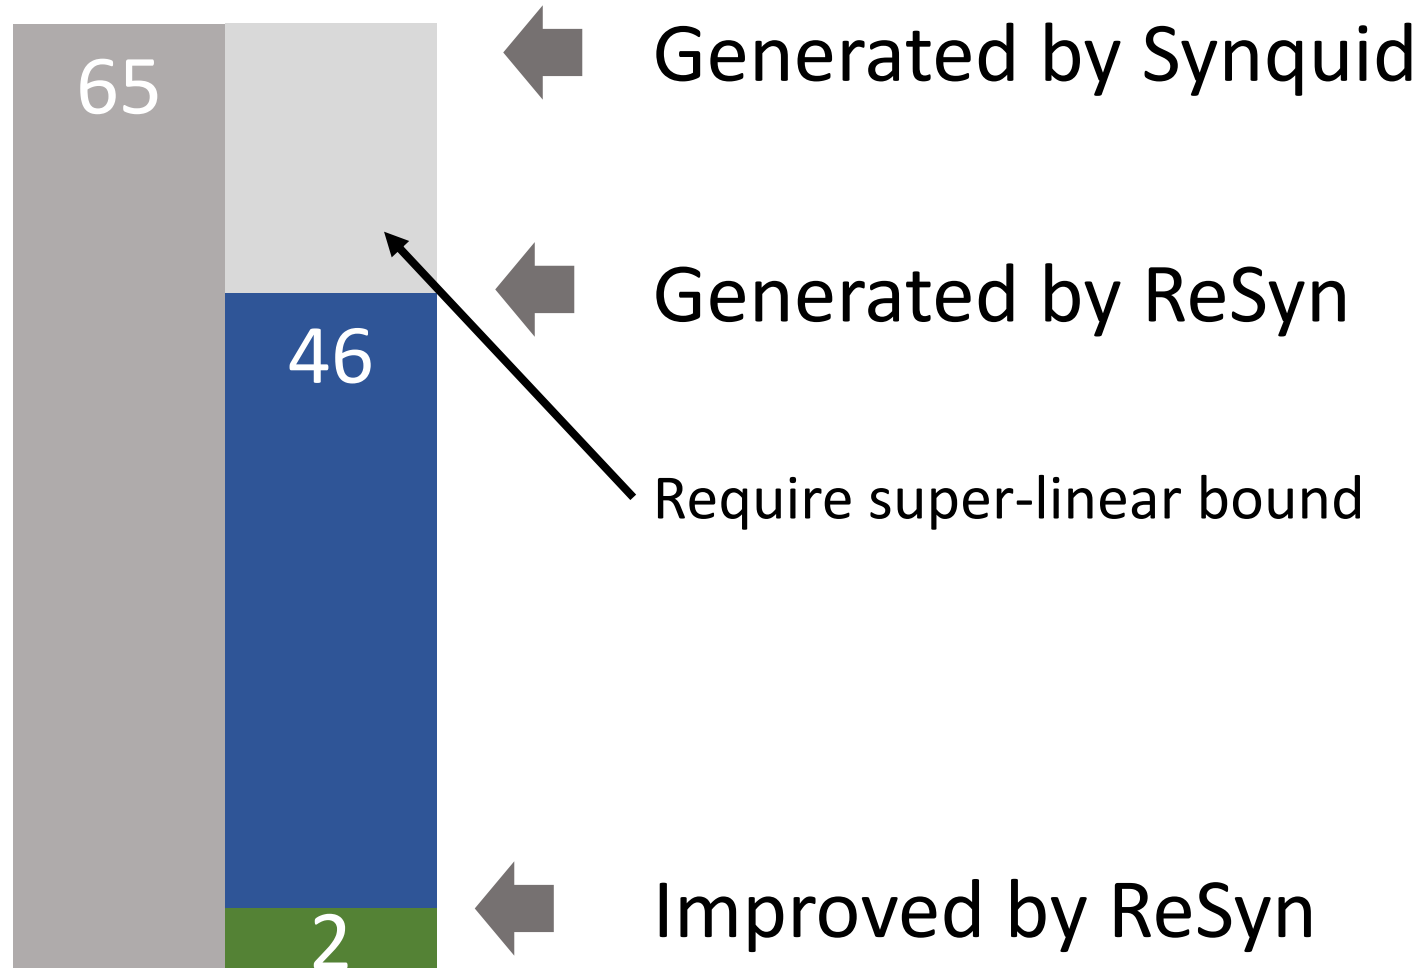 65
Generated by Synquid
Generated by ReSyn
46
Require super-linear bound
Improved by ReSyn
2